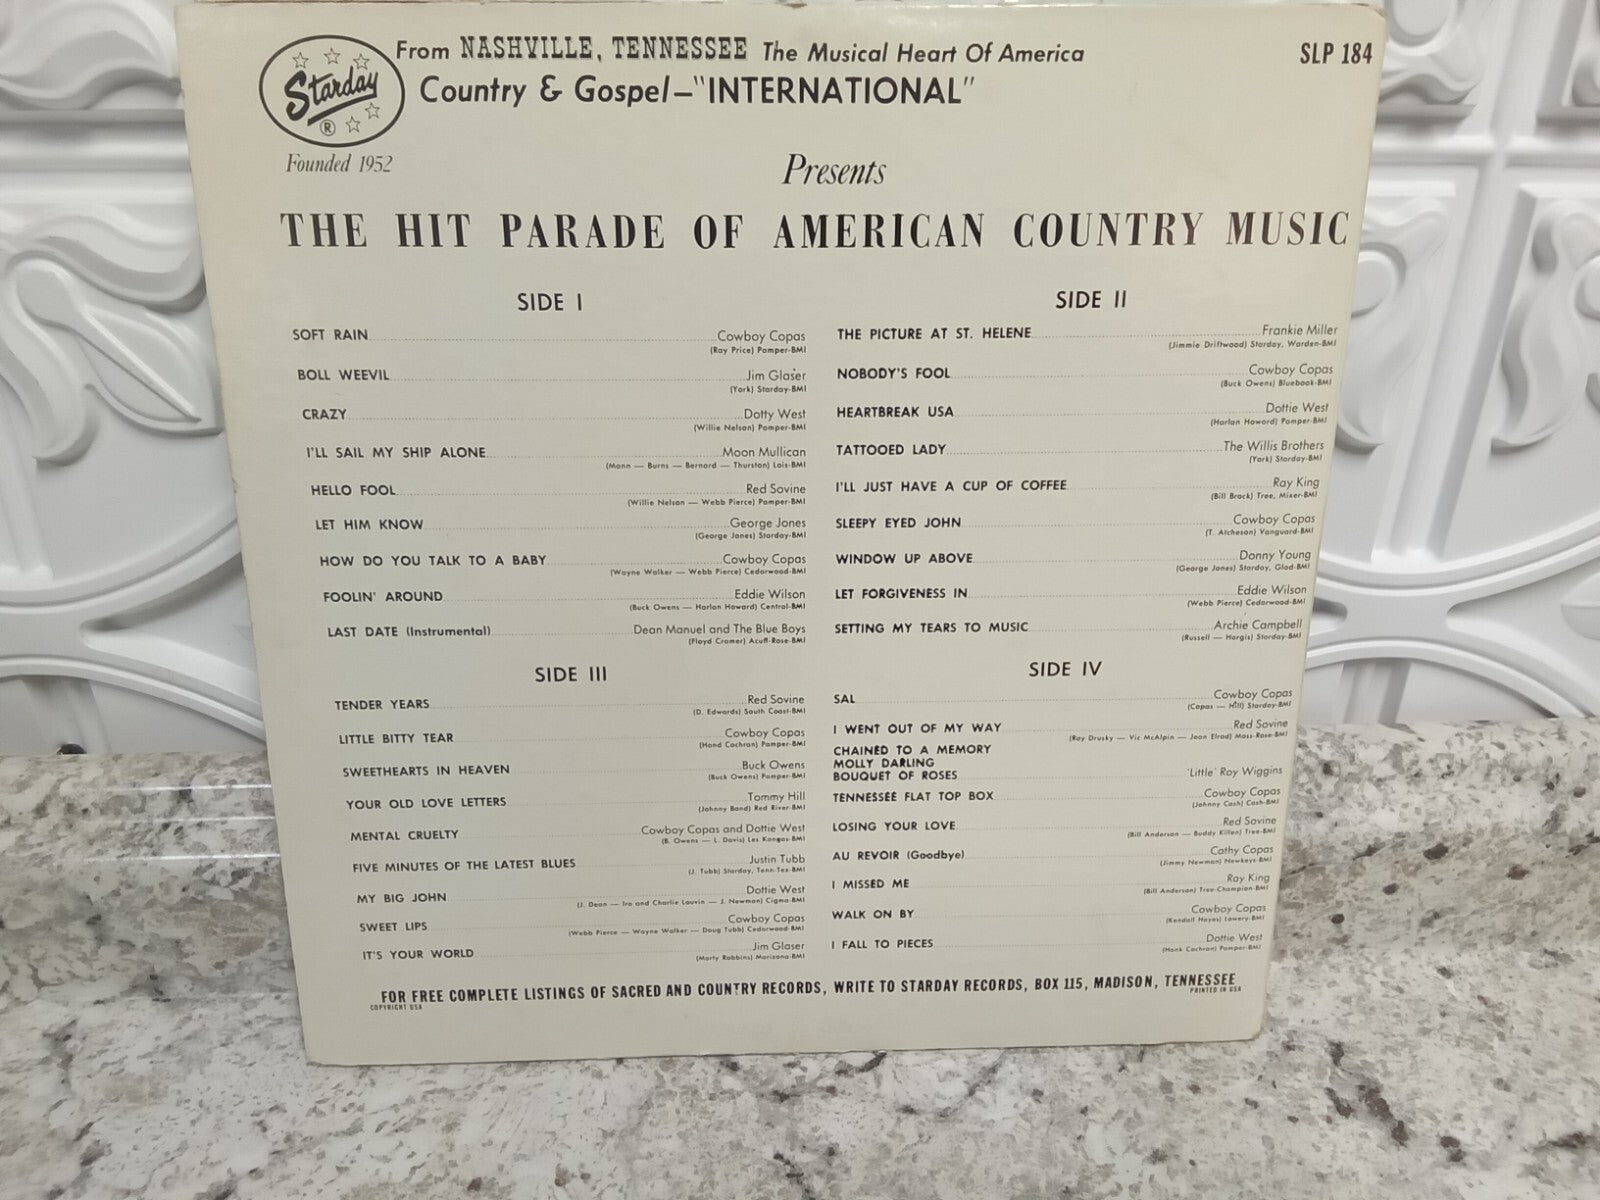 Starday
®
Founded 1952
From NASHVILLE, TENNESSEE The Musical Heart Of America
SLP 184
Country & Gospel—"INTERNATIONAL"
Presents
THE HIT PARADE OF AMERICAN COUNTRY MUSIC
SIDE I
SOFT RAIN Cowboy Copas
(Ray Price) Pamper-BMI
BOLL WEEVIL Jim Glaser
(York) Starday-BMI
CRAZY Dotty West
(Willie Nelson) Pamper-BMI
I'LL SAIL MY SHIP ALONE Moon Mullican
(Mann — Burns — Bernard — Thurston) Lois-BMI
HELLO FOOL Red Sovine
(Willie Nelson — Webb Pierce) Pamper-BMI
LET HIM KNOW George Jones
(George Jones) Starday-BMI
HOW DO YOU TALK TO A BABY Cowboy Copas
(Wayne Walker — Webb Pierce) Cedarwood-BMI
FOOLIN' AROUND Eddie Wilson
(Buck Owens — Harlan Howard) Central-BMI
LAST DATE (Instrumental) Dean Manuel and The Blue Boys
(Floyd Cramer) Acuff-Rose-BMI
SIDE II
THE PICTURE AT ST. HELENE Frankie Miller
(Jimmie Driftwood) Starday, Warden-BMI
NOBODY'S FOOL Cowboy Copas
(Buck Owens) Bluebook-BMI
HEARTBREAK USA Dottie West
(Harlan Howard) Pamper-BMI
TATTOOED LADY The Willis Brothers
(York) Starday-BMI
I'LL JUST HAVE A CUP OF COFFEE Ray King
(Bill Brock) Tree, Mixer-BMI
SLEEPY EYED JOHN Cowboy Copas
(T. Atcheson) Vanguard-BMI
WINDOW UP ABOVE Donny Young
(George Jones) Starday, Glad-BMI
LET FORGIVENESS IN Eddie Wilson
(Webb Pierce) Cedarwood-BMI
SETTING MY TEARS TO MUSIC Archie Campbell
(Russell — Hargis) Starday-BMI
SIDE III
TENDER YEARS Red Sovine
(D. Edwards) South Coast-BMI
LITTLE BITTY TEAR Cowboy Copas
(Hand Cochran) Pamper-BMI
SWEETHEARTS IN HEAVEN Buck Owens
(Buck Owens) Pamper-BMI
YOUR OLD LOVE LETTERS Tommy Hill
(Johnny Bond) Red River-BMI
MENTAL CRUELTY Cowboy Copas and Dottie West
(B. Owens — L. Davis) Les Kangas-BMI
FIVE MINUTES OF THE LATEST BLUES Justin Tubb
(J. Tubb) Starday, Tenn-Tex-BMI
MY BIG JOHN Dottie West
(J. Dean — Ira and Charlie Louvin — J. Newman) Cigma-BMI
SWEET LIPS Cowboy Copas
(Webb Pierce — Wayne Walker — Doug Tubb) Cedarwood-BMI
IT'S YOUR WORLD Jim Glaser
(Marty Robbins) Marizona-BMI
SIDE IV
SAL Cowboy Copas
(Copas — Hill) Starday-BMI
I WENT OUT OF MY WAY Red Sovine
(Roy Drusky — Vic McAlpin — Jean Elrod) Moss-Rose-BMI
CHAINED TO A MEMORY
MOLLY DARLING
BOUQUET OF ROSES 'Little' Roy Wiggins
TENNESSEE FLAT TOP BOX Cowboy Copas
(Johnny Cash) Cash-BMI
LOSING YOUR LOVE Red Sovine
(Bill Anderson — Buddy Killen) Tree-BMI
AU REVOIR (Goodbye) Cathy Copas
(Jimmy Newman) Newkeys-BMI
I MISSED ME Ray King
(Bill Anderson) Tree-Champion-BMI
WALK ON BY Cowboy Copas
(Kendall Hayes) Lowery-BMI
I FALL TO PIECES Dottie West
(Hank Cochran) Pamper-BMI
FOR FREE COMPLETE LISTINGS OF SACRED AND COUNTRY RECORDS, WRITE TO STARDAY RECORDS, BOX 115, MADISON, TENNESSEE
COPYRIGHT USA
PRINTED IN USA